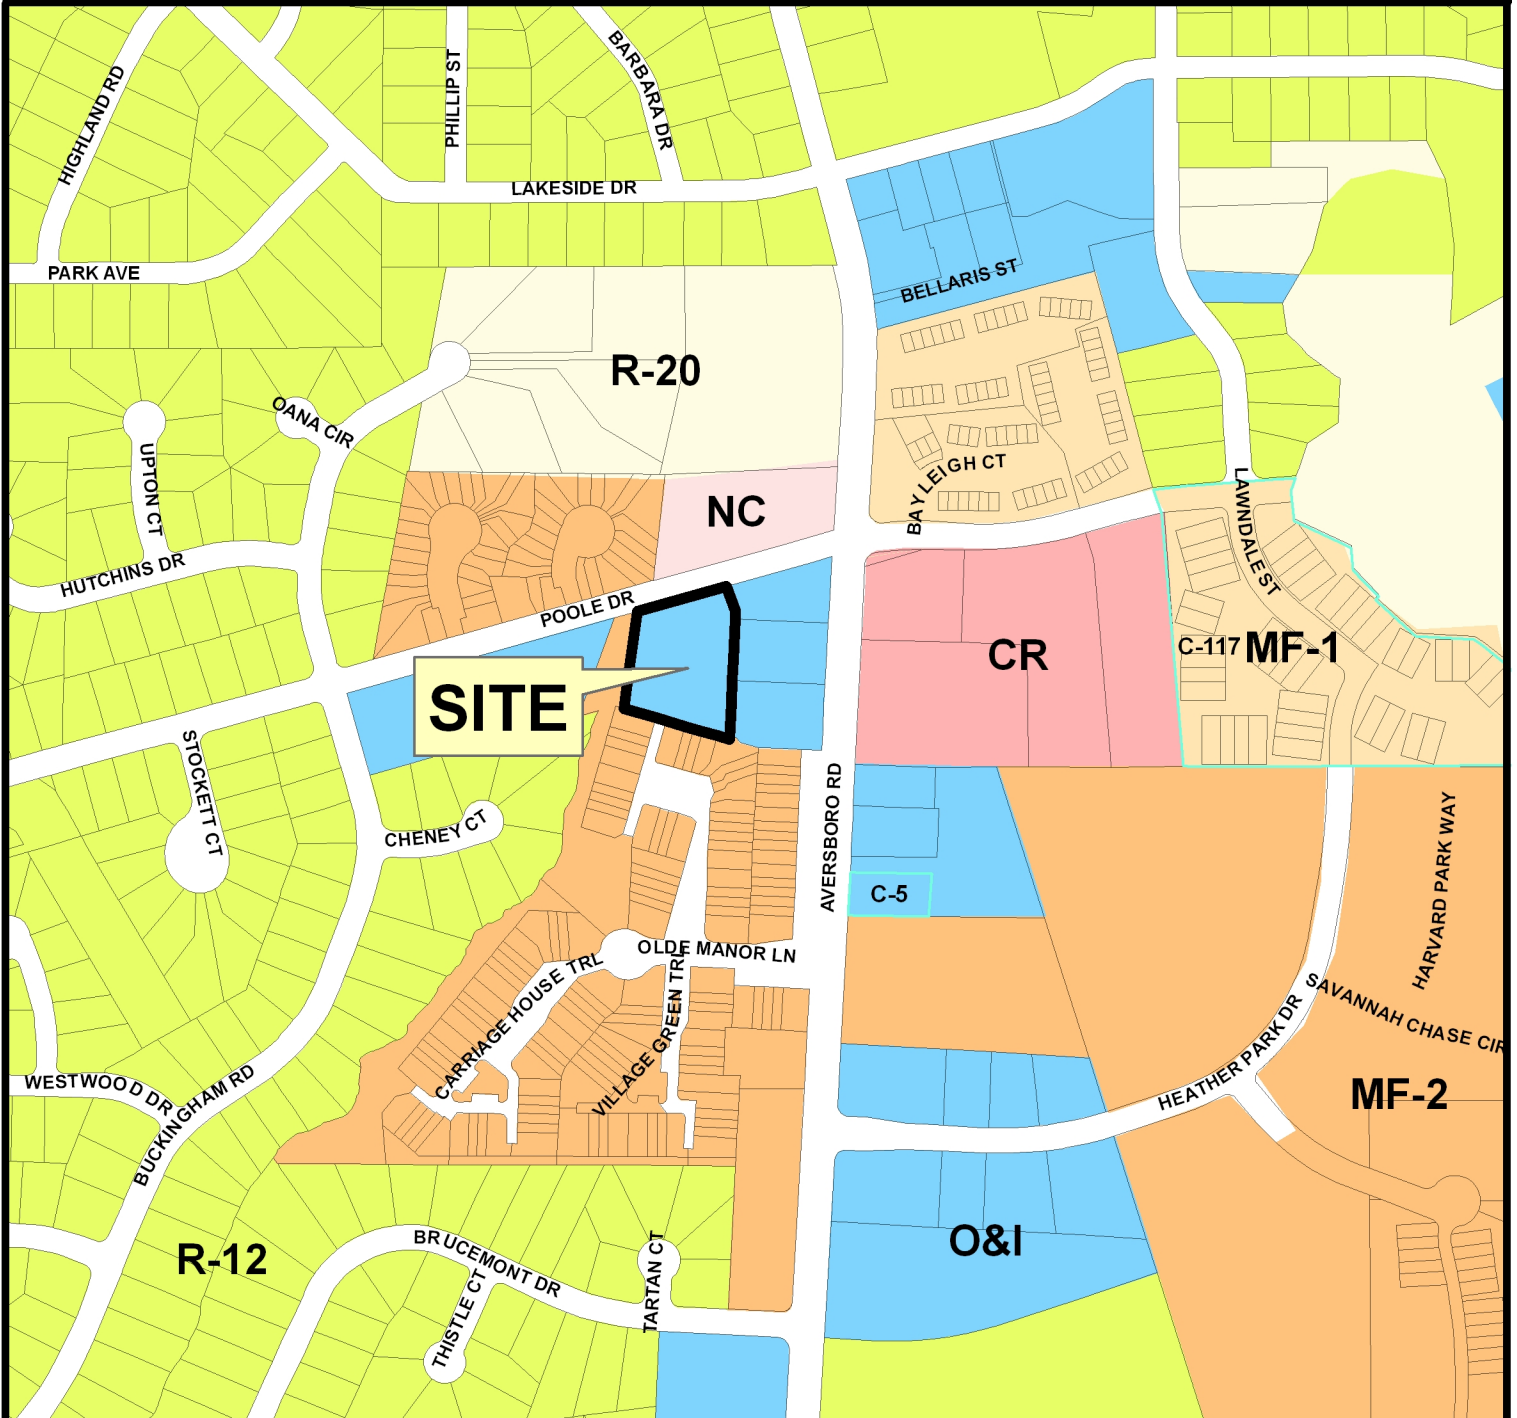 HIGHLAND RD
PHILLIP ST
BARBARA DR
LAKESIDE DR
PARK AVE
BELLARIS ST
R-20
OANA CIR
UPTON CT
BAYLEIGH CT
LAWNDALE ST
NC
HUTCHINS DR
POOLE DR
CR
C-117
MF-1
SITE
STOCKETT CT
CHENEY CT
AVERSBORO RD
C-5
HARVARD PARK WAY
OLDE MANOR LN
CARRIAGE HOUSE TRL
VILLAGE GREEN TRL
SAVANNAH CHASE CIR
HEATHER PARK DR
WESTWOOD DR
BUCKINGHAM RD
MF-2
R-12
BRUCEMONT DR
O&I
TARTAN CT
THISTLE CT